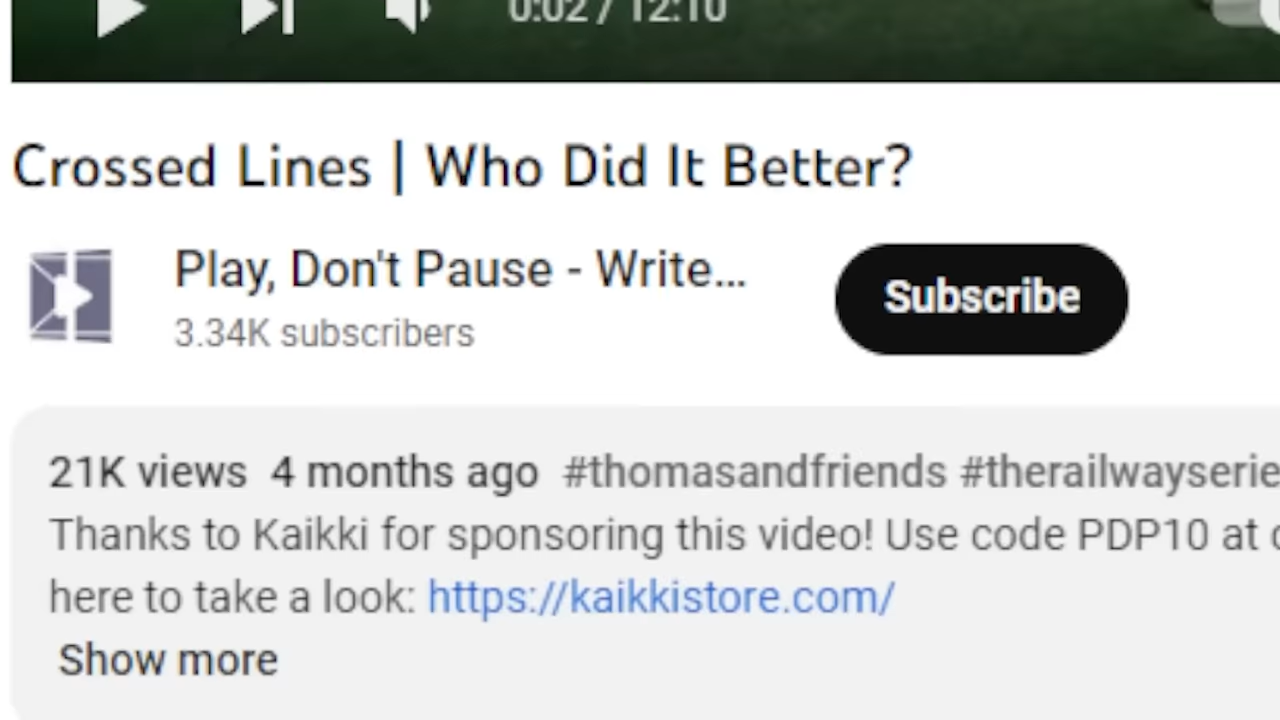 0:02 / 12:10
Crossed Lines | Who Did It Better?
Play, Don't Pause - Write...
3.34K subscribers
Subscribe
21K views 4 months ago #thomasandfriends #therailwayserie
Thanks to Kaikki for sponsoring this video! Use code PDP10 at
here to take a look: https://kaikkistore.com/
Show more